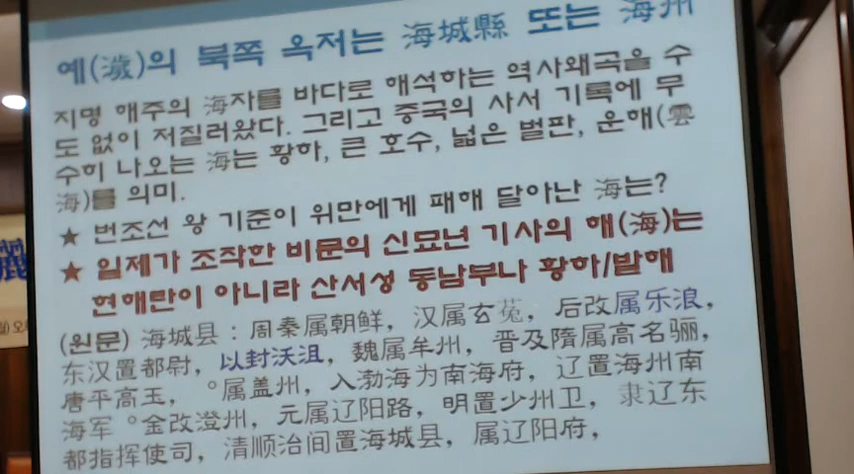 예(濊)의 북쪽 옥저는 海城縣 또는 海州
지명 해주의 海자를 바다로 해석하는 역사왜곡을 수
도 없이 저질러왔다. 그리고 중국의 사서 기록에 무
수히 나오는 海는 황하, 큰 호수, 넓은 벌판, 운해(雲
海)를 의미.
★ 번조선 왕 기준이 위만에게 패해 달아난 海는?
★ 일제가 조작한 비문의 신묘년 기사의 해(海)는
현해탄이 아니라 산서성 동남부나 황하/발해
(원문) 海城县 : 周秦属朝鲜, 汉属玄菟, 后改属乐浪,
东汉置都尉, 以封沃沮, 魏属牟州, 晋及隋属高名骊,
唐平高玉, °属盖州, 入渤海为南海府, 辽置海州南
海军 °金改澄州, 元属辽阳路, 明置少州卫, 隶辽东
都指挥使司, 清顺治间置海城县, 属辽阳府,